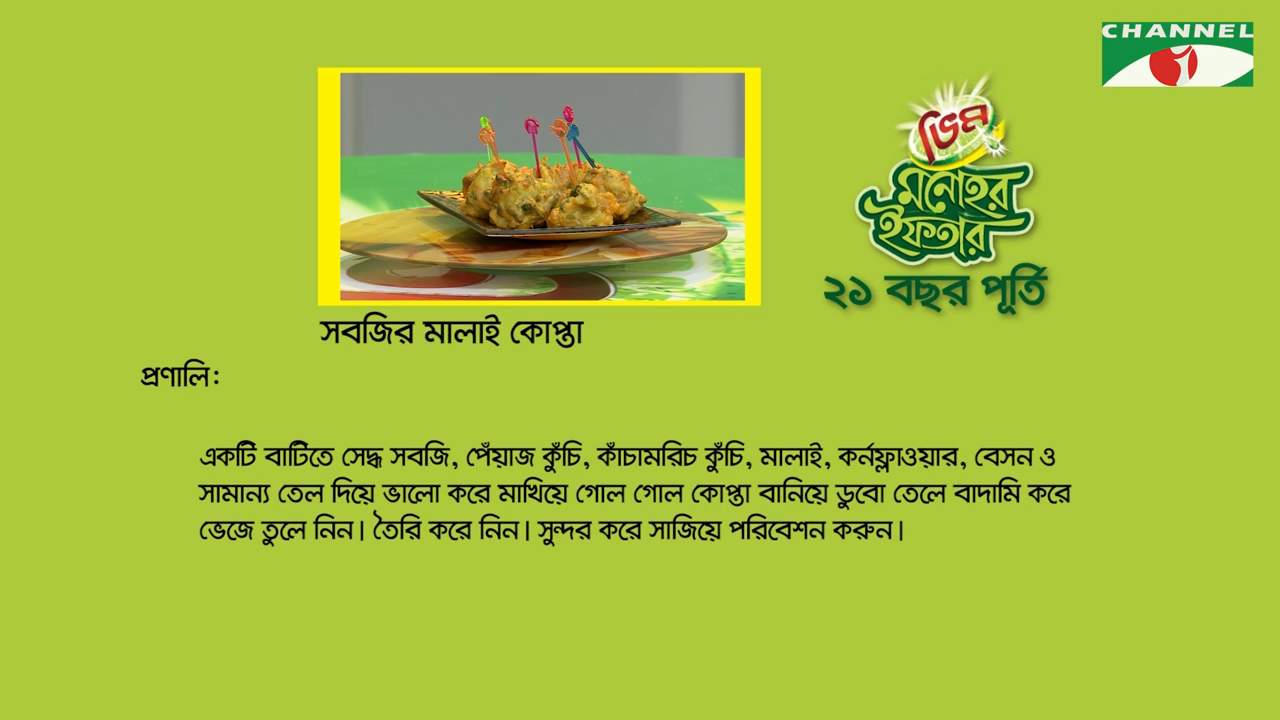 CHANNEL
ভিম
মনোহর
ইফতার
২১ বছর পূর্তি
সবজির মালাই কোপ্তা
প্রণালি:
একটি বাটিতে সেদ্ধ সবজি, পেঁয়াজ কুঁচি, কাঁচামরিচ কুঁচি, মালাই, কর্নফ্লাওয়ার, বেসন ও
সামান্য তেল দিয়ে ভালো করে মাখিয়ে গোল গোল কোপ্তা বানিয়ে ডুবো তেলে বাদামি করে
ভেজে তুলে নিন। তৈরি করে নিন। সুন্দর করে সাজিয়ে পরিবেশন করুন।